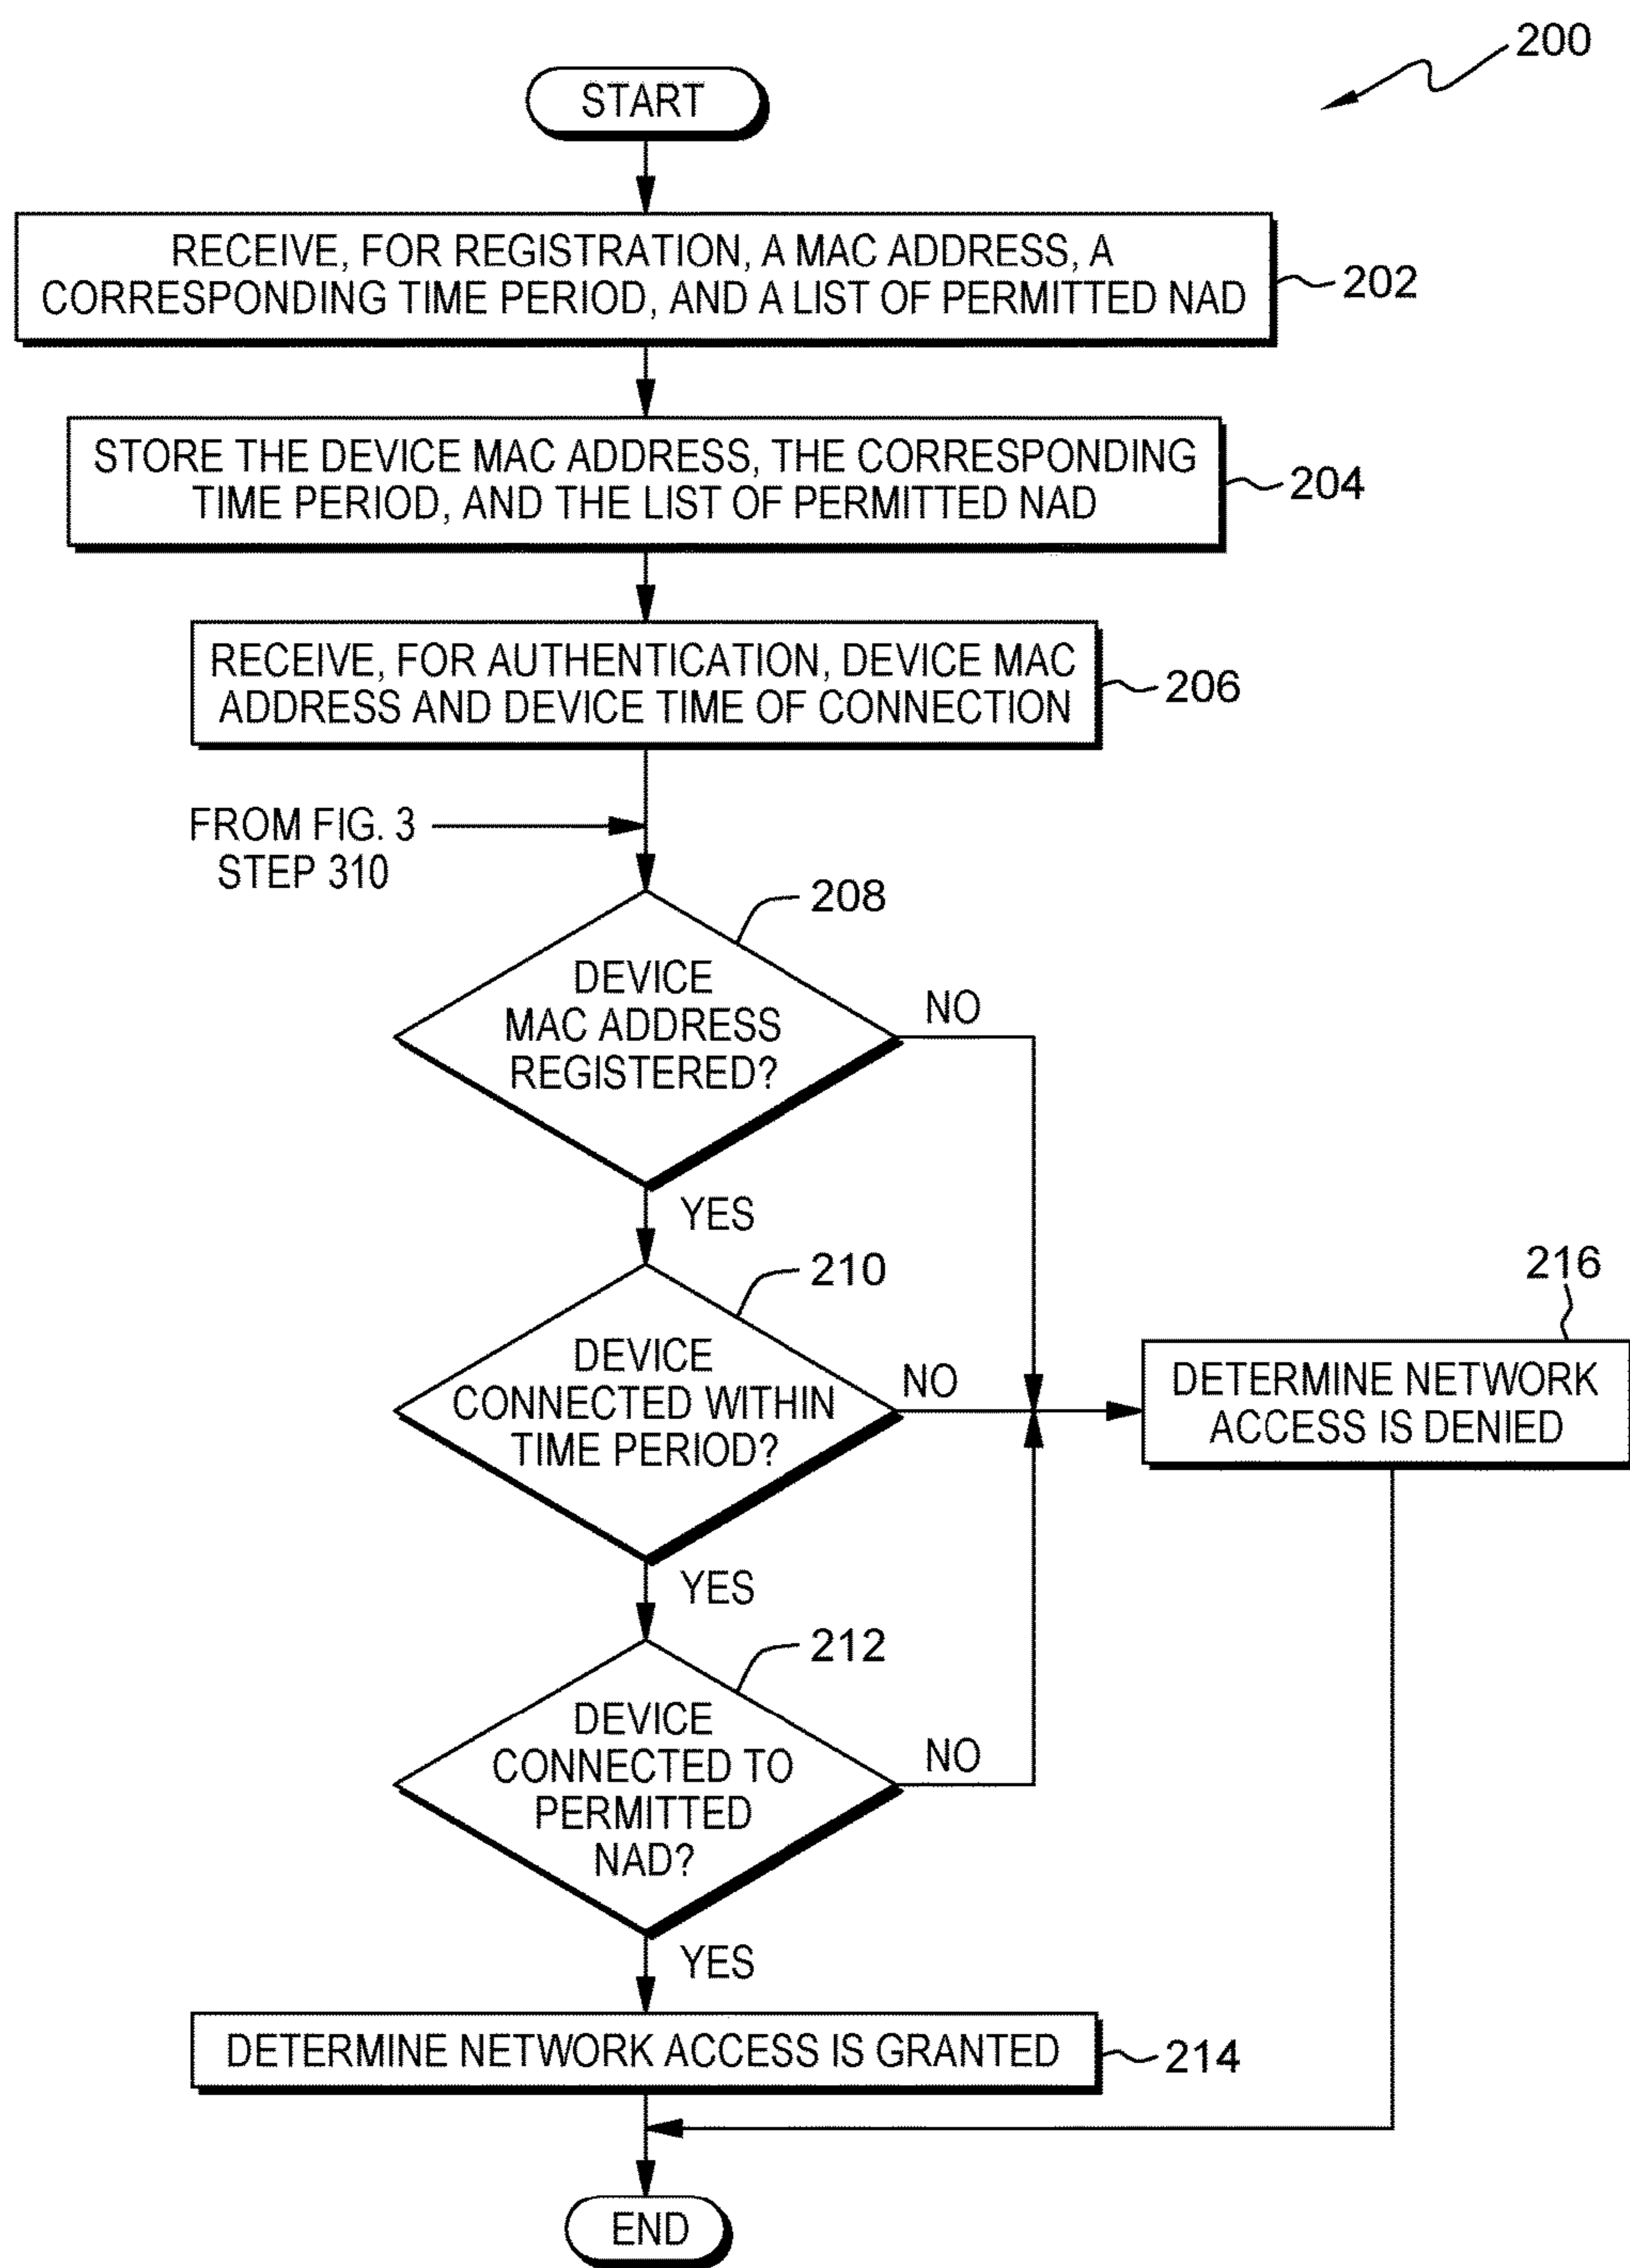 200
START
RECEIVE, FOR REGISTRATION, A MAC ADDRESS, A
CORRESPONDING TIME PERIOD, AND A LIST OF PERMITTED NAD
202
STORE THE DEVICE MAC ADDRESS, THE CORRESPONDING
TIME PERIOD, AND THE LIST OF PERMITTED NAD
204
RECEIVE, FOR AUTHENTICATION, DEVICE MAC
ADDRESS AND DEVICE TIME OF CONNECTION
206
FROM FIG. 3
STEP 310
208
DEVICE
MAC ADDRESS
REGISTERED?
NO
YES
210
DEVICE
CONNECTED WITHIN
TIME PERIOD?
NO
216
DETERMINE NETWORK
ACCESS IS DENIED
YES
212
DEVICE
CONNECTED TO
PERMITTED
NAD?
NO
YES
DETERMINE NETWORK ACCESS IS GRANTED
214
END